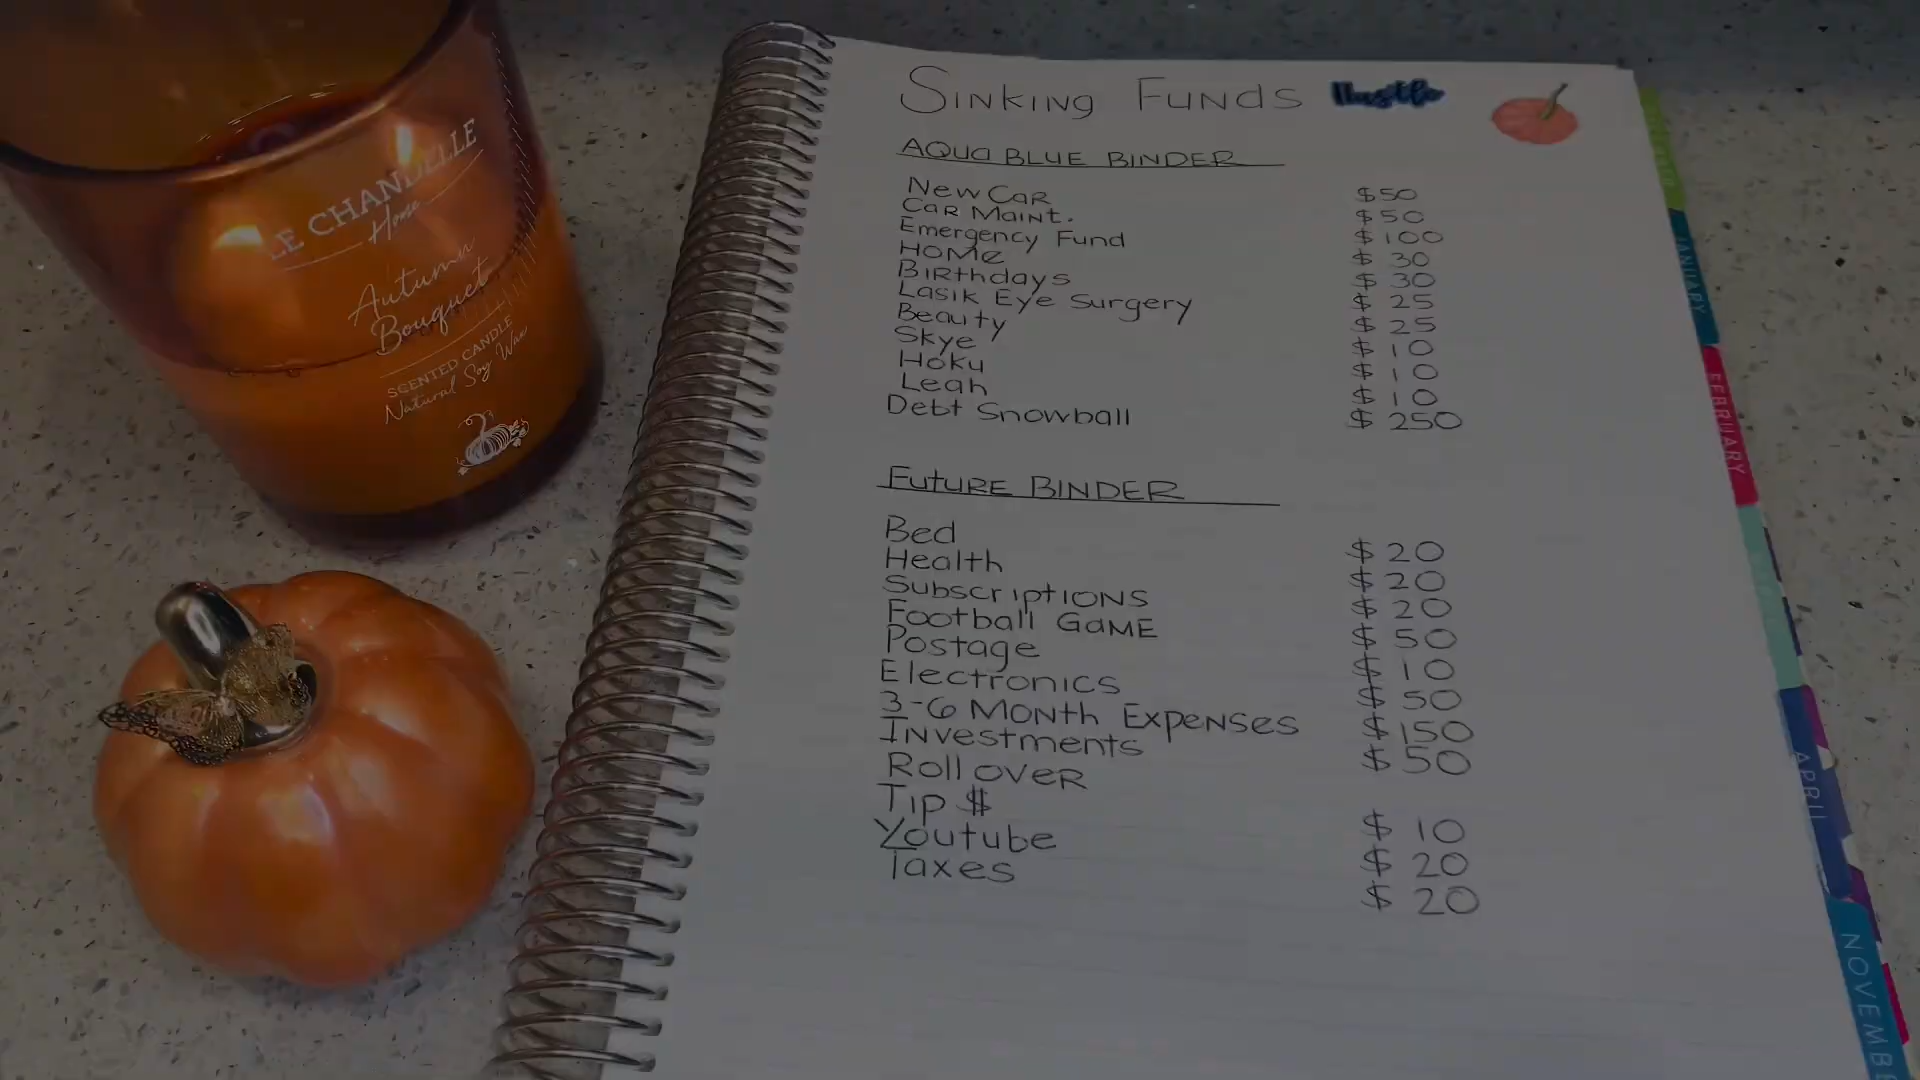 LE CHANDELLE
Home
Autumn
Bouquet
SCENTED CANDLE
Natural Soy Wax
SINKING FUNDS Hustle
AQUA BLUE BINDER
New Car $50
Car Maint. $50
Emergency Fund $100
Home $30
Birthdays $30
Lasik Eye Surgery $25
Beauty $25
Skye $10
Hoku $10
Leah $10
Debt Snowball $250
FUTURE BINDER
Bed $20
Health $20
Subscriptions $20
Football Game $50
Postage $10
Electronics $50
3-6 Month Expenses $150
Investments $50
Roll over
Tip $ $10
Youtube $20
Taxes $20
JANUARY
FEBRUARY
APRIL
NOVEMBE